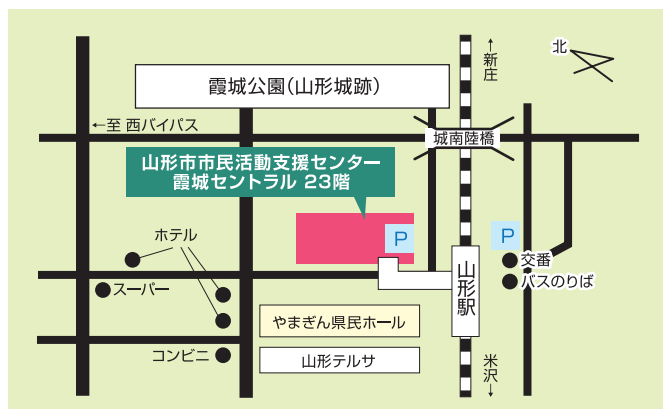 北
↑
新庄
霞城公園(山形城跡)
←至 西バイパス
城南陸橋
山形市市民活動支援センター
霞城セントラル 23階
P
P
ホテル
交番
バスのりば
スーパー
山形駅
やまぎん県民ホール
コンビニ
山形テルサ
米沢
↓